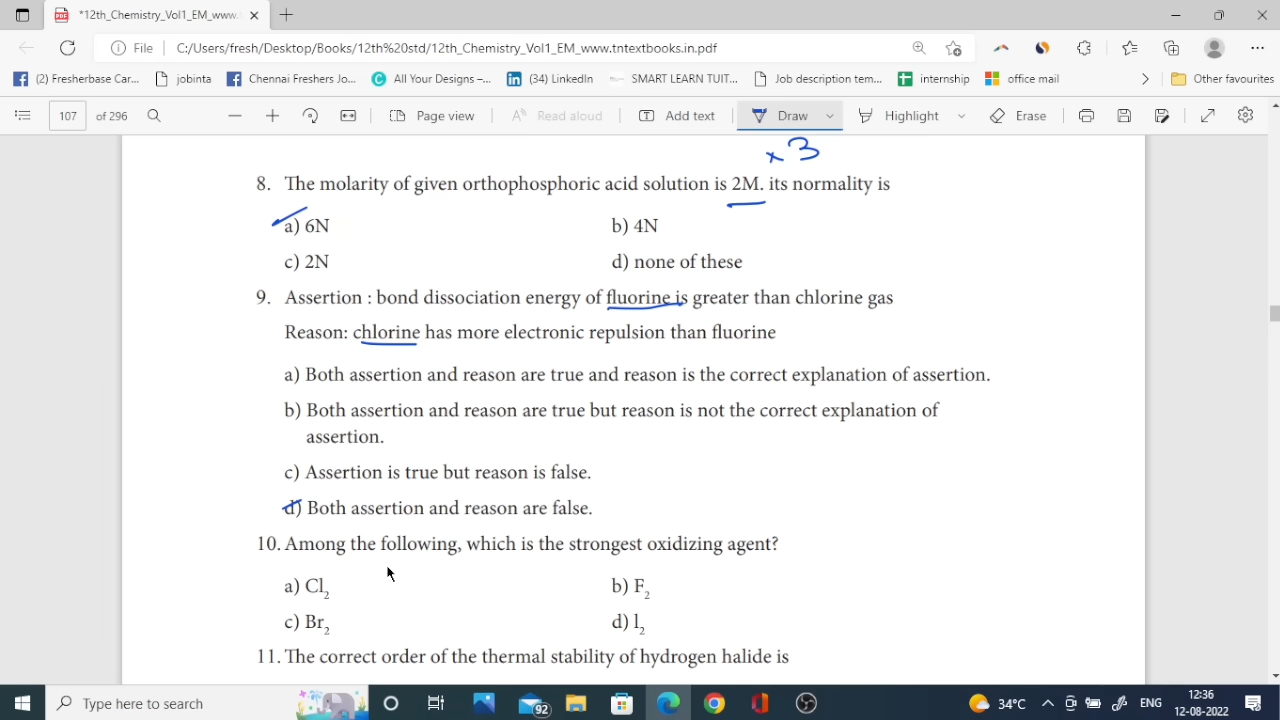 *12th_Chemistry_Vol1_EM_www.
File
C:/Users/fresh/Desktop/Books/12th%20std/12th_Chemistry_Vol1_EM_www.tntextbooks.in.pdf
(2) Fresherbase Car... jobinta Chennai Freshers Jo... All Your Designs –... (34) LinkedIn SMART LEARN TUIT... Job description tem... internship office mail Other favourites
107 of 296 Page view Read aloud Add text Draw Highlight Erase
x 3
8. The molarity of given orthophosphoric acid solution is 2M. its normality is
a) 6N b) 4N
c) 2N d) none of these
9. Assertion : bond dissociation energy of fluorine is greater than chlorine gas
Reason: chlorine has more electronic repulsion than fluorine
a) Both assertion and reason are true and reason is the correct explanation of assertion.
b) Both assertion and reason are true but reason is not the correct explanation of
assertion.
c) Assertion is true but reason is false.
d) Both assertion and reason are false.
10. Among the following, which is the strongest oxidizing agent?
a) Cl₂ b) F₂
c) Br₂ d) l₂
11. The correct order of the thermal stability of hydrogen halide is
Type here to search 92 34°C ENG 12:36
12-08-2022